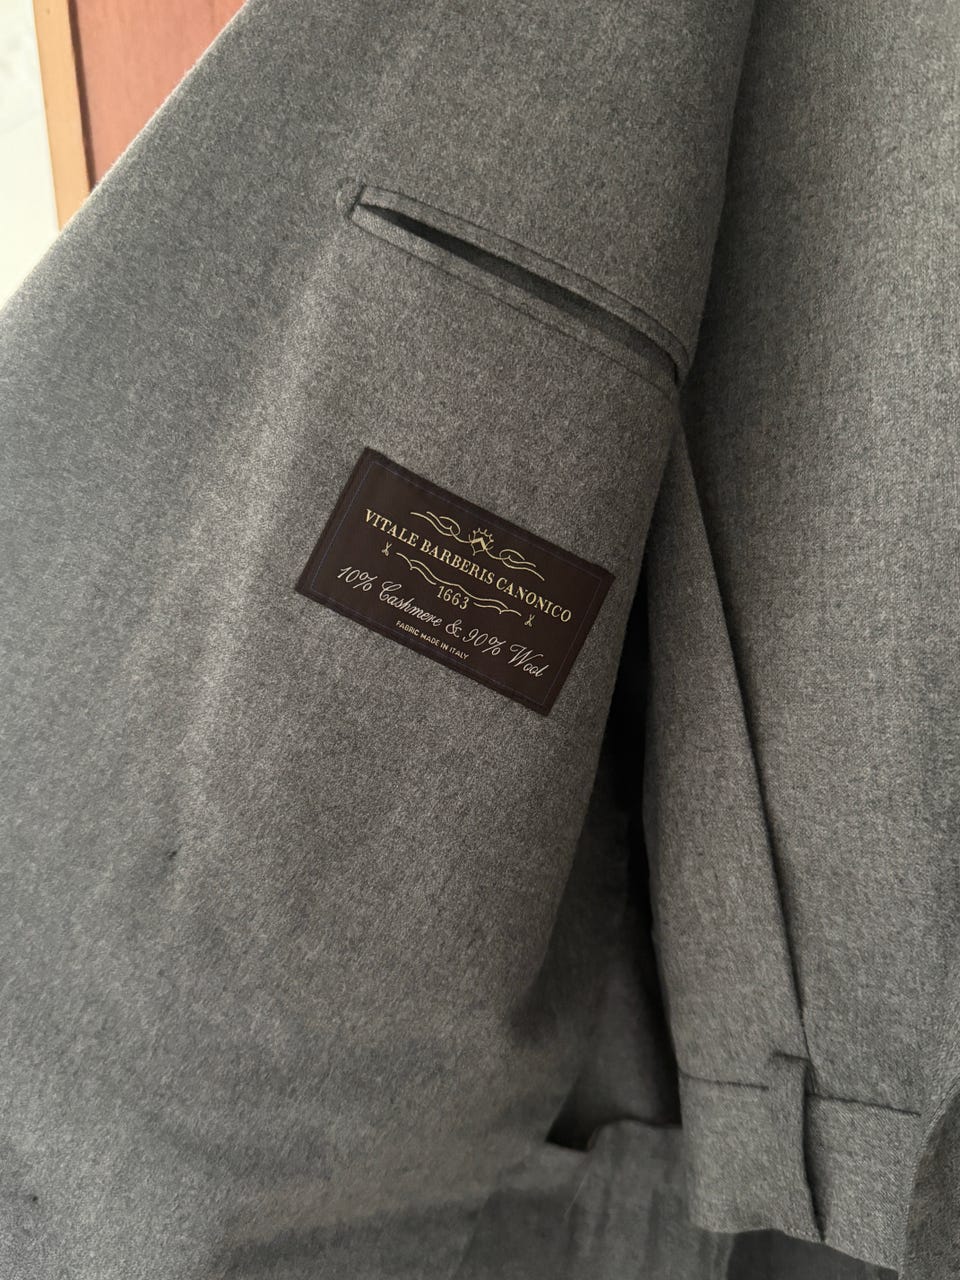 VITALE BARBERIS CANONICO
1663
10% Cashmere & 90% Wool
FABRIC MADE IN ITALY